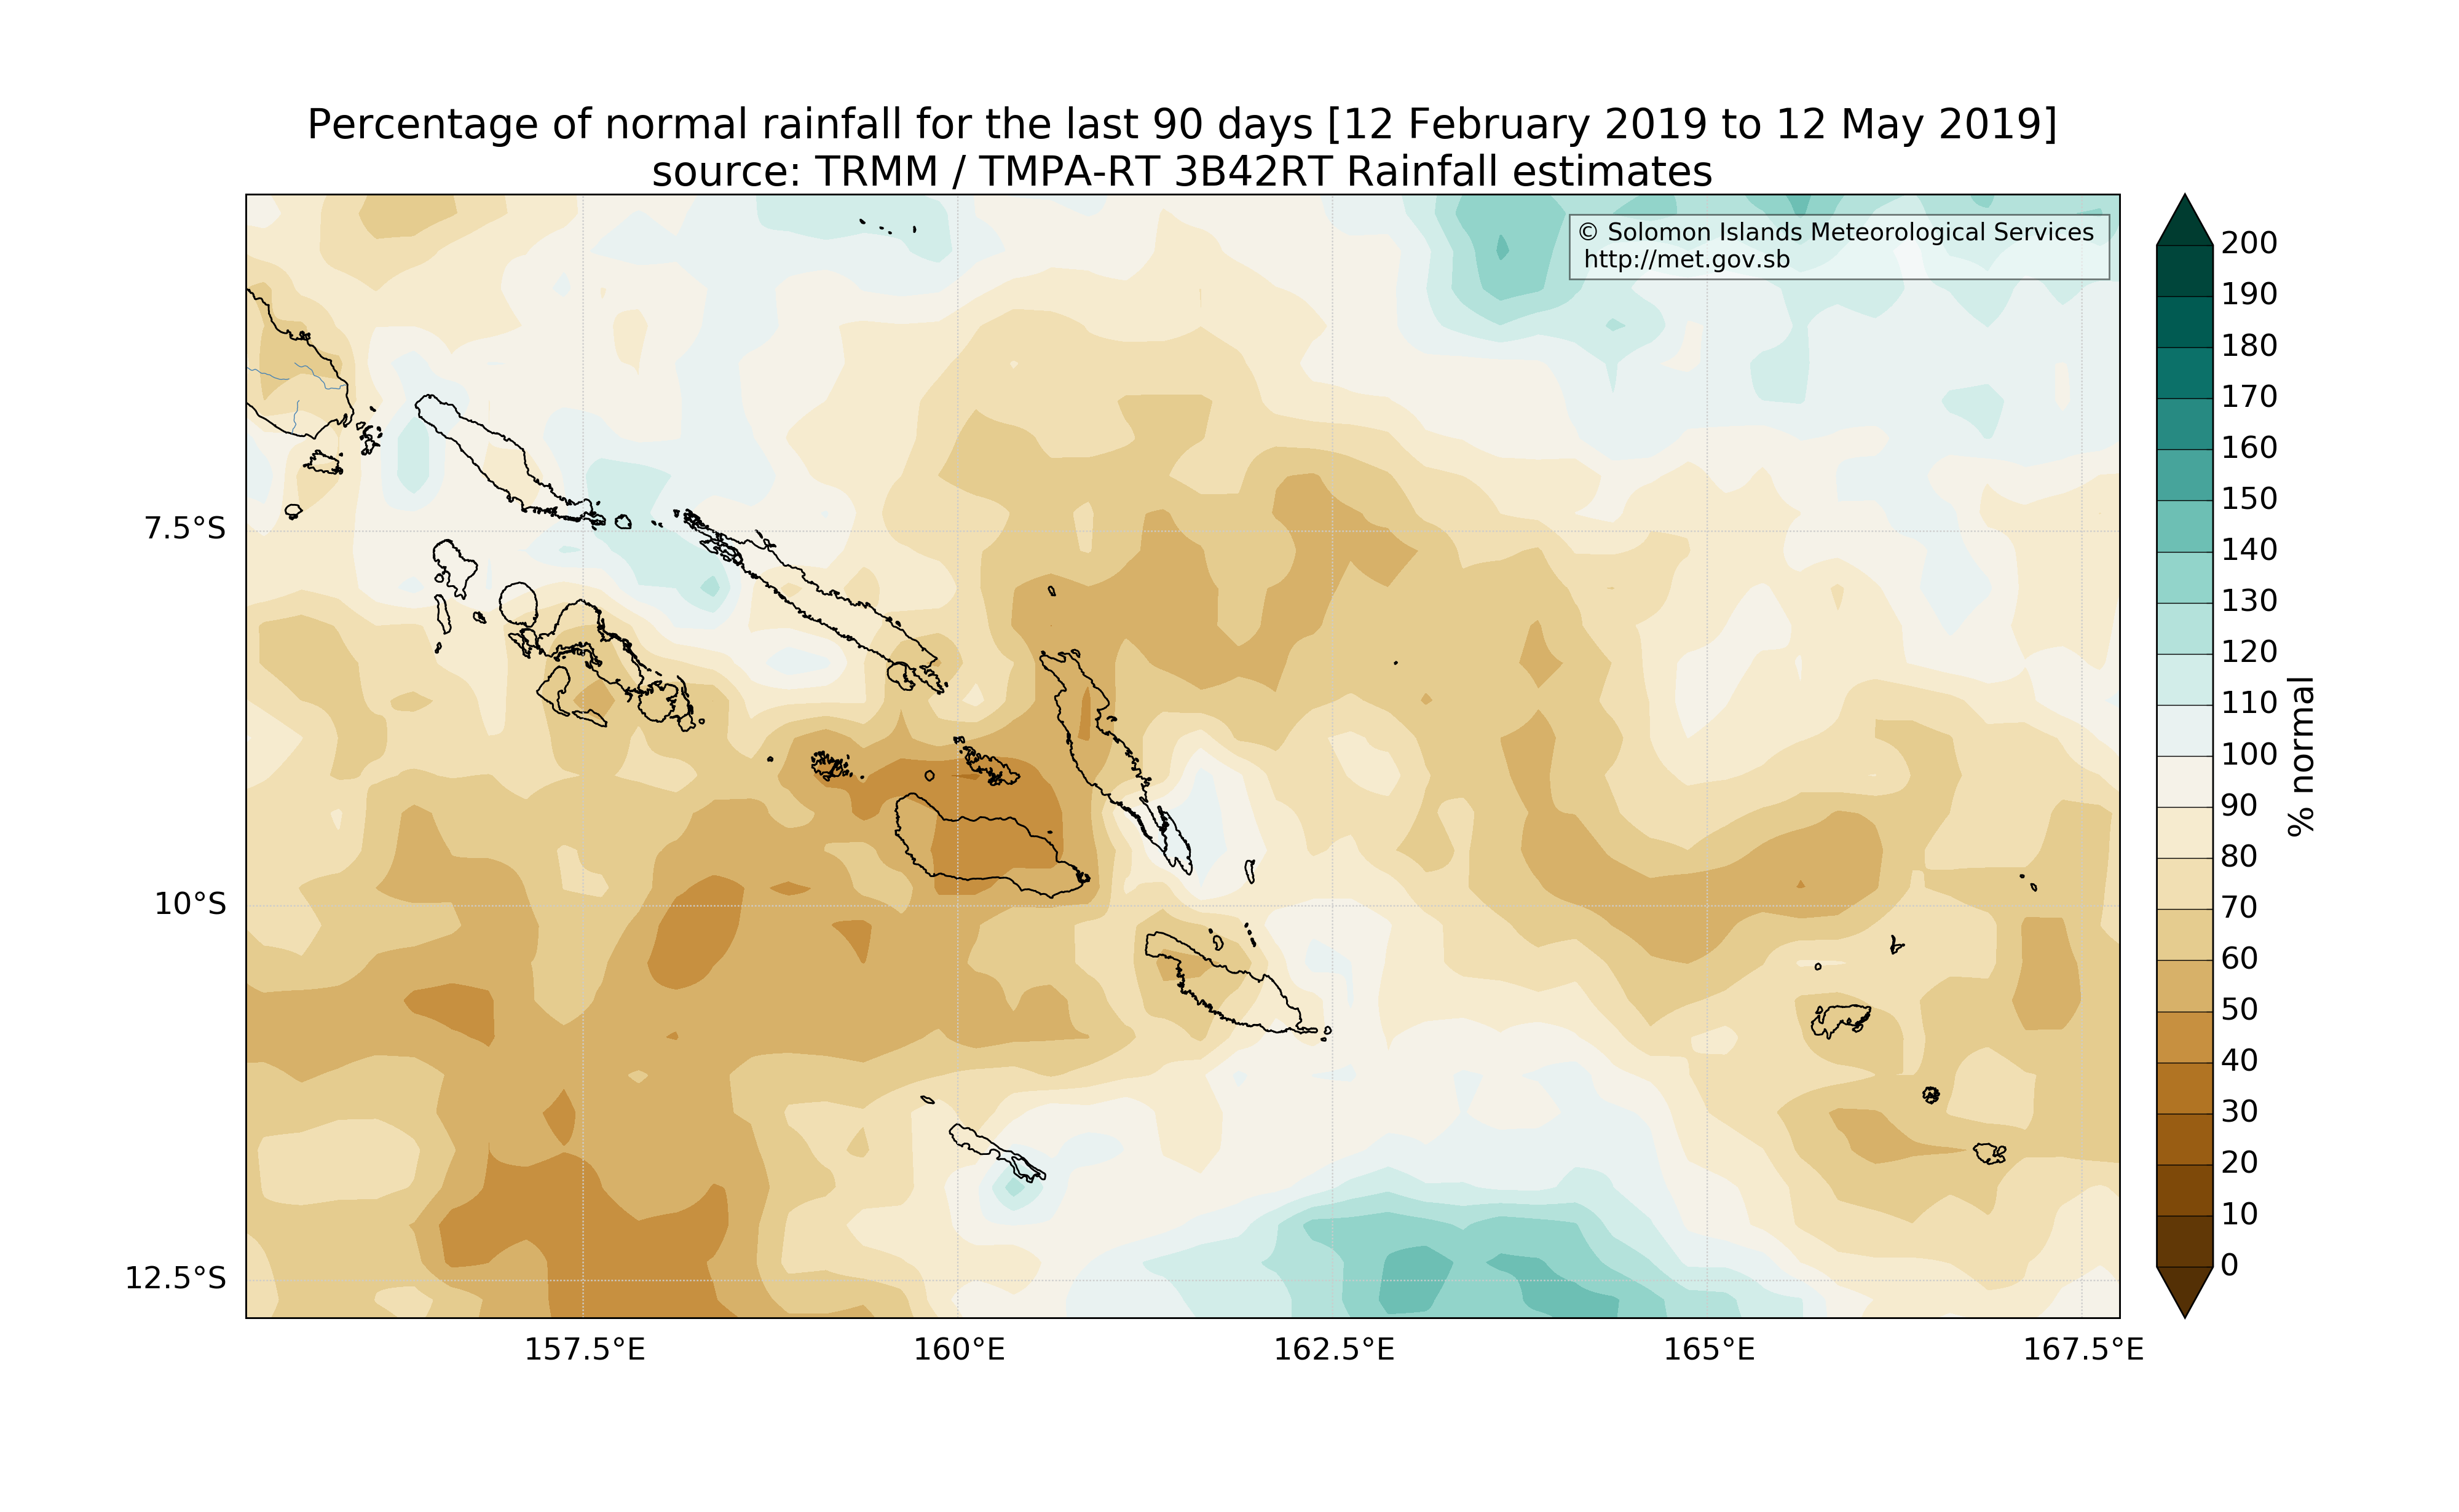 Percentage of normal rainfall for the last 90 days [12 February 2019 to 12 May 2019]
source: TRMM / TMPA-RT 3B42RT Rainfall estimates
© Solomon Islands Meteorological Services
http://met.gov.sb
7.5°S
10°S
12.5°S
157.5°E
160°E
162.5°E
165°E
167.5°E
200
190
180
170
160
150
140
130
120
110
100
90
80
70
60
50
40
30
20
10
0
% normal